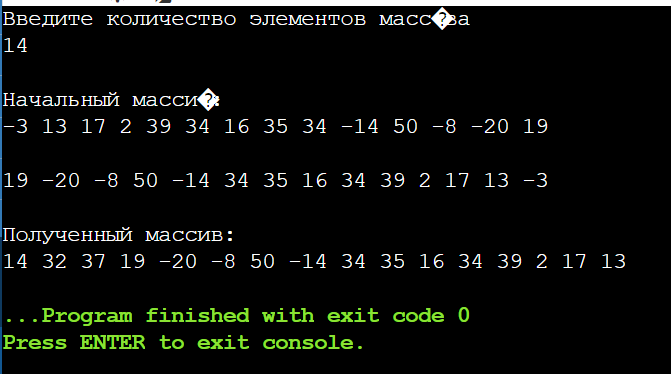 Введите количество элементов масс�ва
14
Начальный масси�:
-3 13 17 2 39 34 16 35 34 -14 50 -8 -20 19
19 -20 -8 50 -14 34 35 16 34 39 2 17 13 -3
Полученный массив:
14 32 37 19 -20 -8 50 -14 34 35 16 34 39 2 17 13
...Program finished with exit code 0
Press ENTER to exit console.